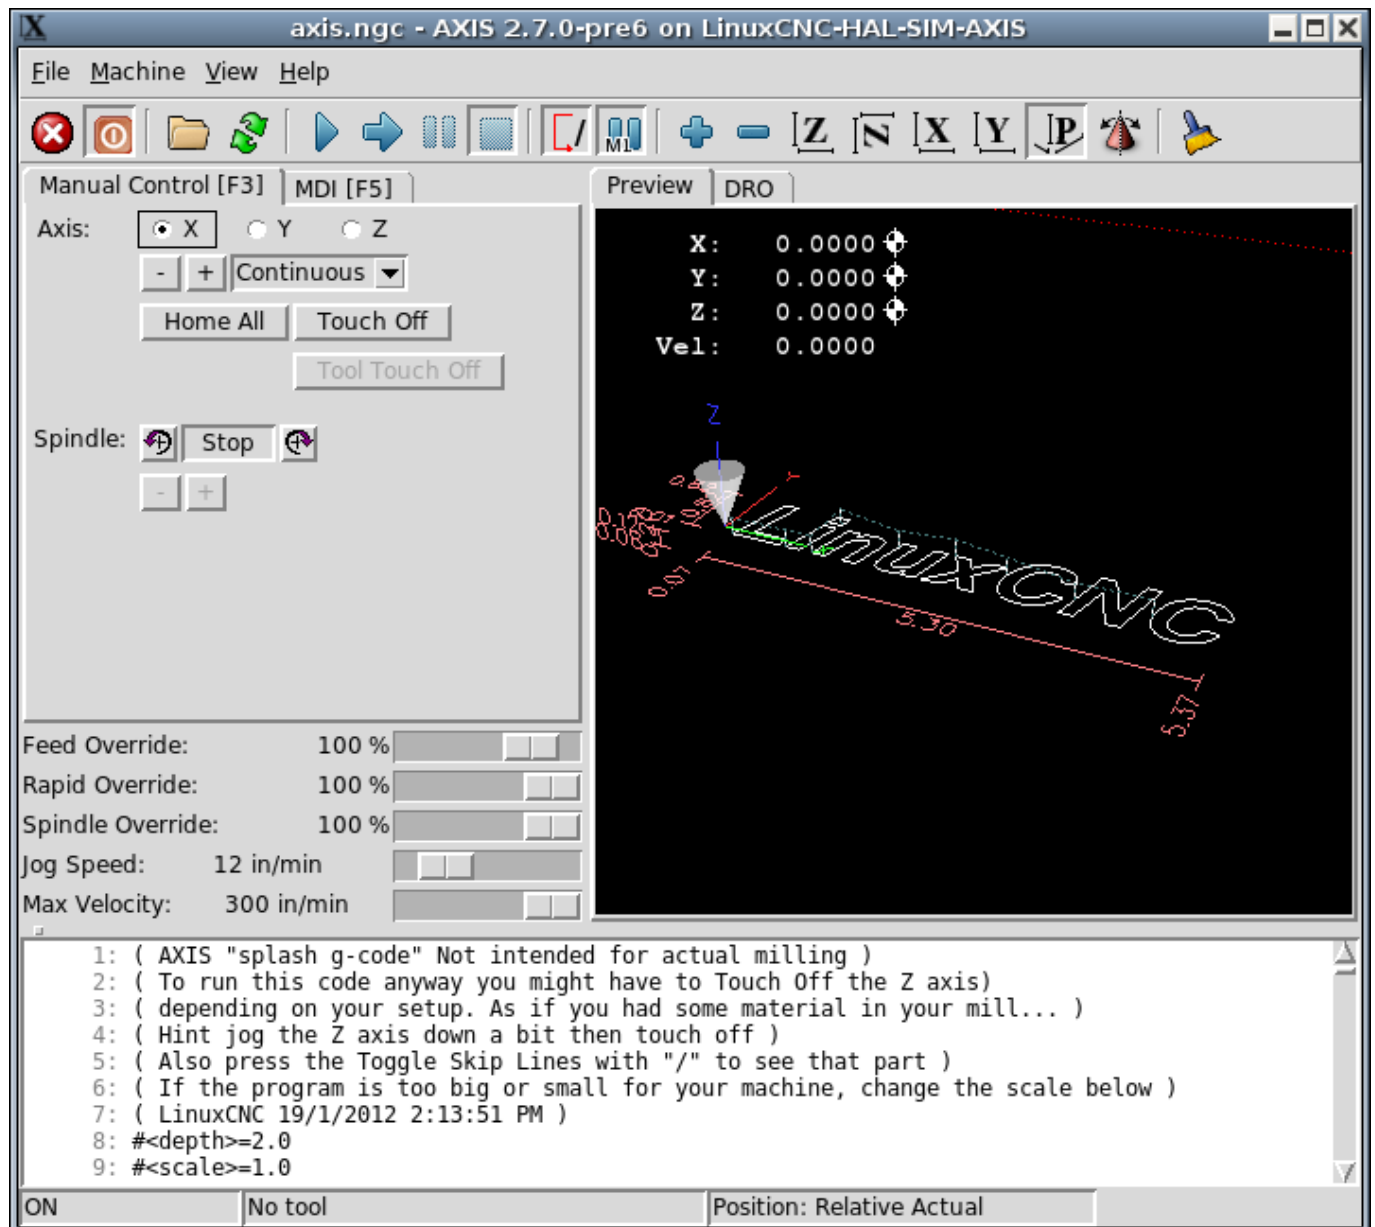 axis.ngc - AXIS 2.7.0-pre6 on LinuxCNC-HAL-SIM-AXIS
File Machine View Help
M1 Z N X Y P
Manual Control [F3] MDI [F5]
Axis: X Y Z
- + Continuous
Home All Touch Off
Tool Touch Off
Spindle: Stop
- +
Feed Override: 100 %
Rapid Override: 100 %
Spindle Override: 100 %
Jog Speed: 12 in/min
Max Velocity: 300 in/min
Preview DRO
X: 0.0000
Y: 0.0000
Z: 0.0000
Vel: 0.0000
Z
Y
LinuxCNC
0.07
5.30
5.37
1: ( AXIS "splash g-code" Not intended for actual milling )
2: ( To run this code anyway you might have to Touch Off the Z axis)
3: ( depending on your setup. As if you had some material in your mill... )
4: ( Hint jog the Z axis down a bit then touch off )
5: ( Also press the Toggle Skip Lines with "/" to see that part )
6: ( If the program is too big or small for your machine, change the scale below )
7: ( LinuxCNC 19/1/2012 2:13:51 PM )
8: #<depth>=2.0
9: #<scale>=1.0
ON No tool Position: Relative Actual